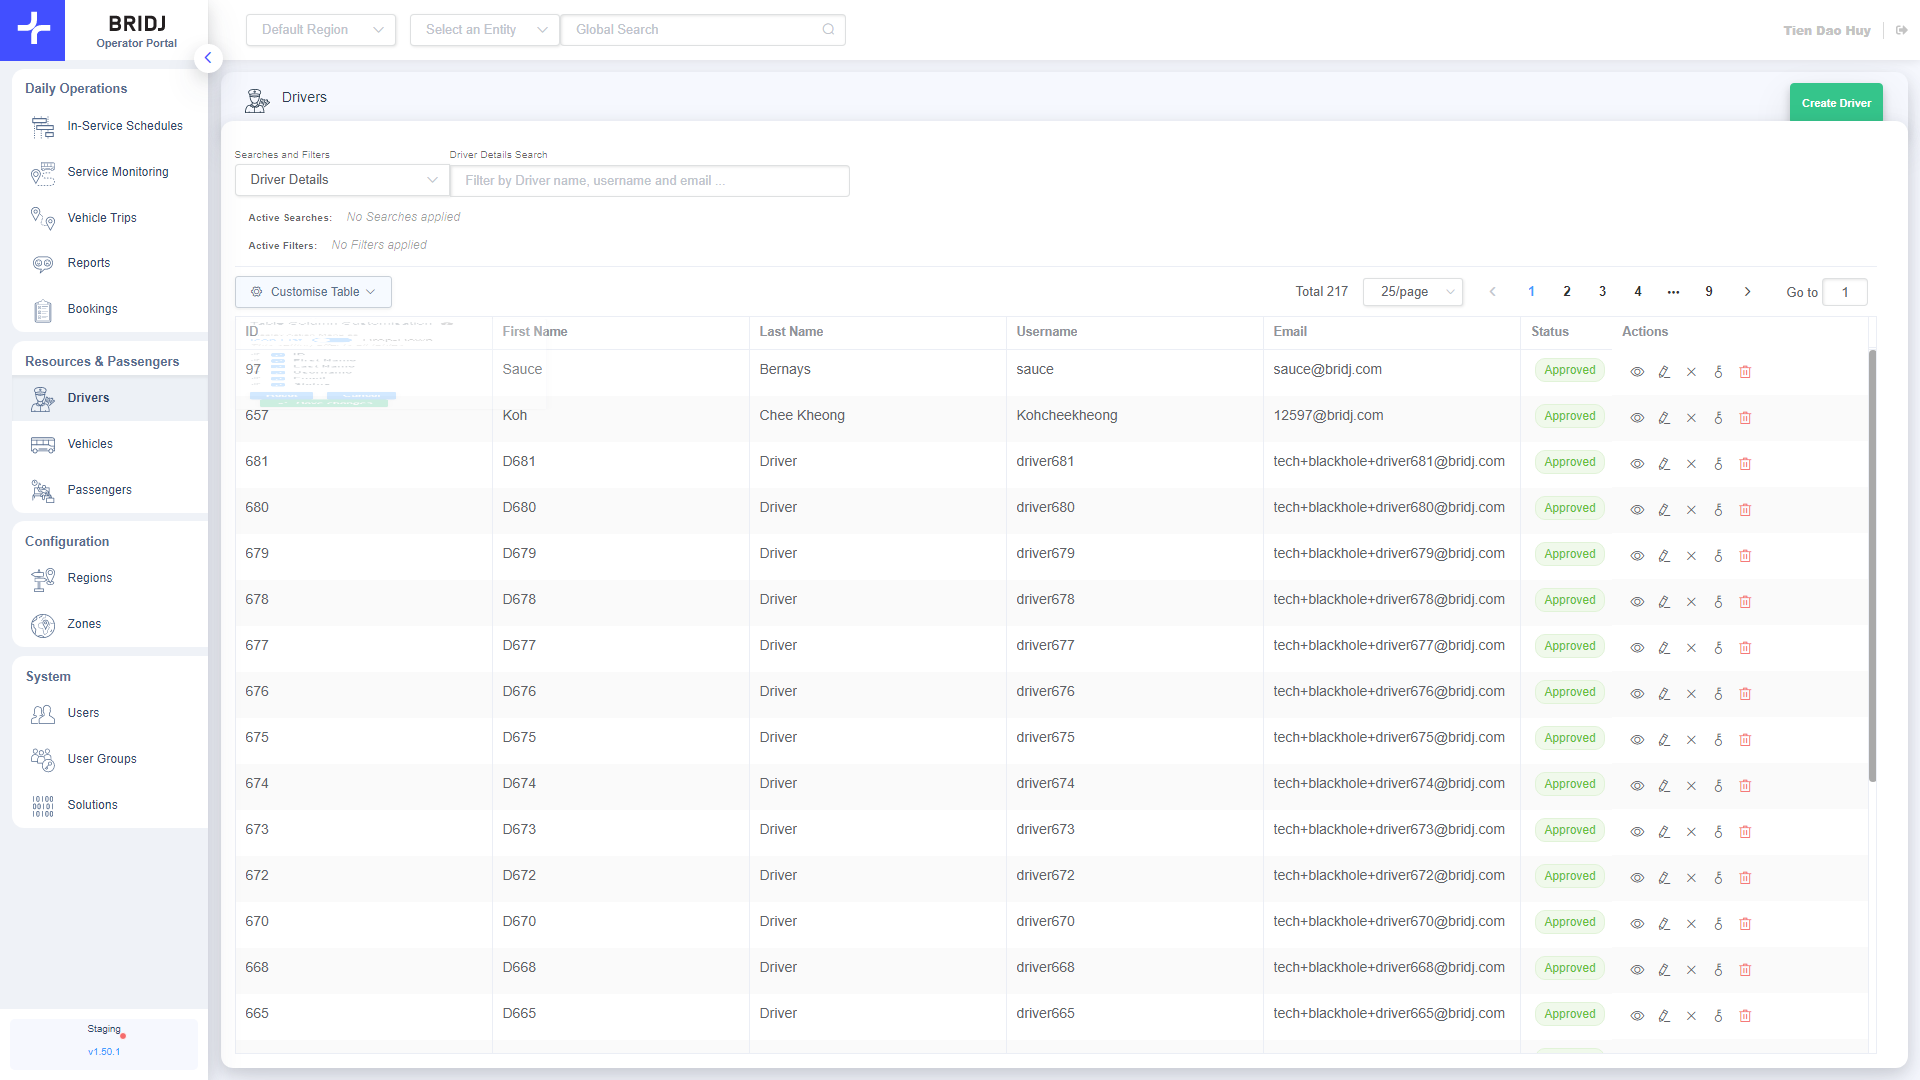 BRIDJ
Operator Portal
Default Region
Select an Entity
Global Search
Tien Dao Huy
Daily Operations
In-Service Schedules
Service Monitoring
Vehicle Trips
Reports
Bookings
Resources & Passengers
Drivers
Vehicles
Passengers
Configuration
Regions
Zones
System
Users
User Groups
Solutions
Staging
v1.50.1
Drivers
Create Driver
Searches and Filters
Driver Details Search
Driver Details
Filter by Driver name, username and email ...
Active Searches: No Searches applied
Active Filters: No Filters applied
Customise Table
Total 217 25/page 1 2 3 4 ••• 9 Go to 1
ID First Name Last Name Username Email Status Actions
97 Sauce Bernays sauce sauce@bridj.com Approved
657 Koh Chee Kheong Kohcheekheong 12597@bridj.com Approved
681 D681 Driver driver681 tech+blackhole+driver681@bridj.com Approved
680 D680 Driver driver680 tech+blackhole+driver680@bridj.com Approved
679 D679 Driver driver679 tech+blackhole+driver679@bridj.com Approved
678 D678 Driver driver678 tech+blackhole+driver678@bridj.com Approved
677 D677 Driver driver677 tech+blackhole+driver677@bridj.com Approved
676 D676 Driver driver676 tech+blackhole+driver676@bridj.com Approved
675 D675 Driver driver675 tech+blackhole+driver675@bridj.com Approved
674 D674 Driver driver674 tech+blackhole+driver674@bridj.com Approved
673 D673 Driver driver673 tech+blackhole+driver673@bridj.com Approved
672 D672 Driver driver672 tech+blackhole+driver672@bridj.com Approved
670 D670 Driver driver670 tech+blackhole+driver670@bridj.com Approved
668 D668 Driver driver668 tech+blackhole+driver668@bridj.com Approved
665 D665 Driver driver665 tech+blackhole+driver665@bridj.com Approved